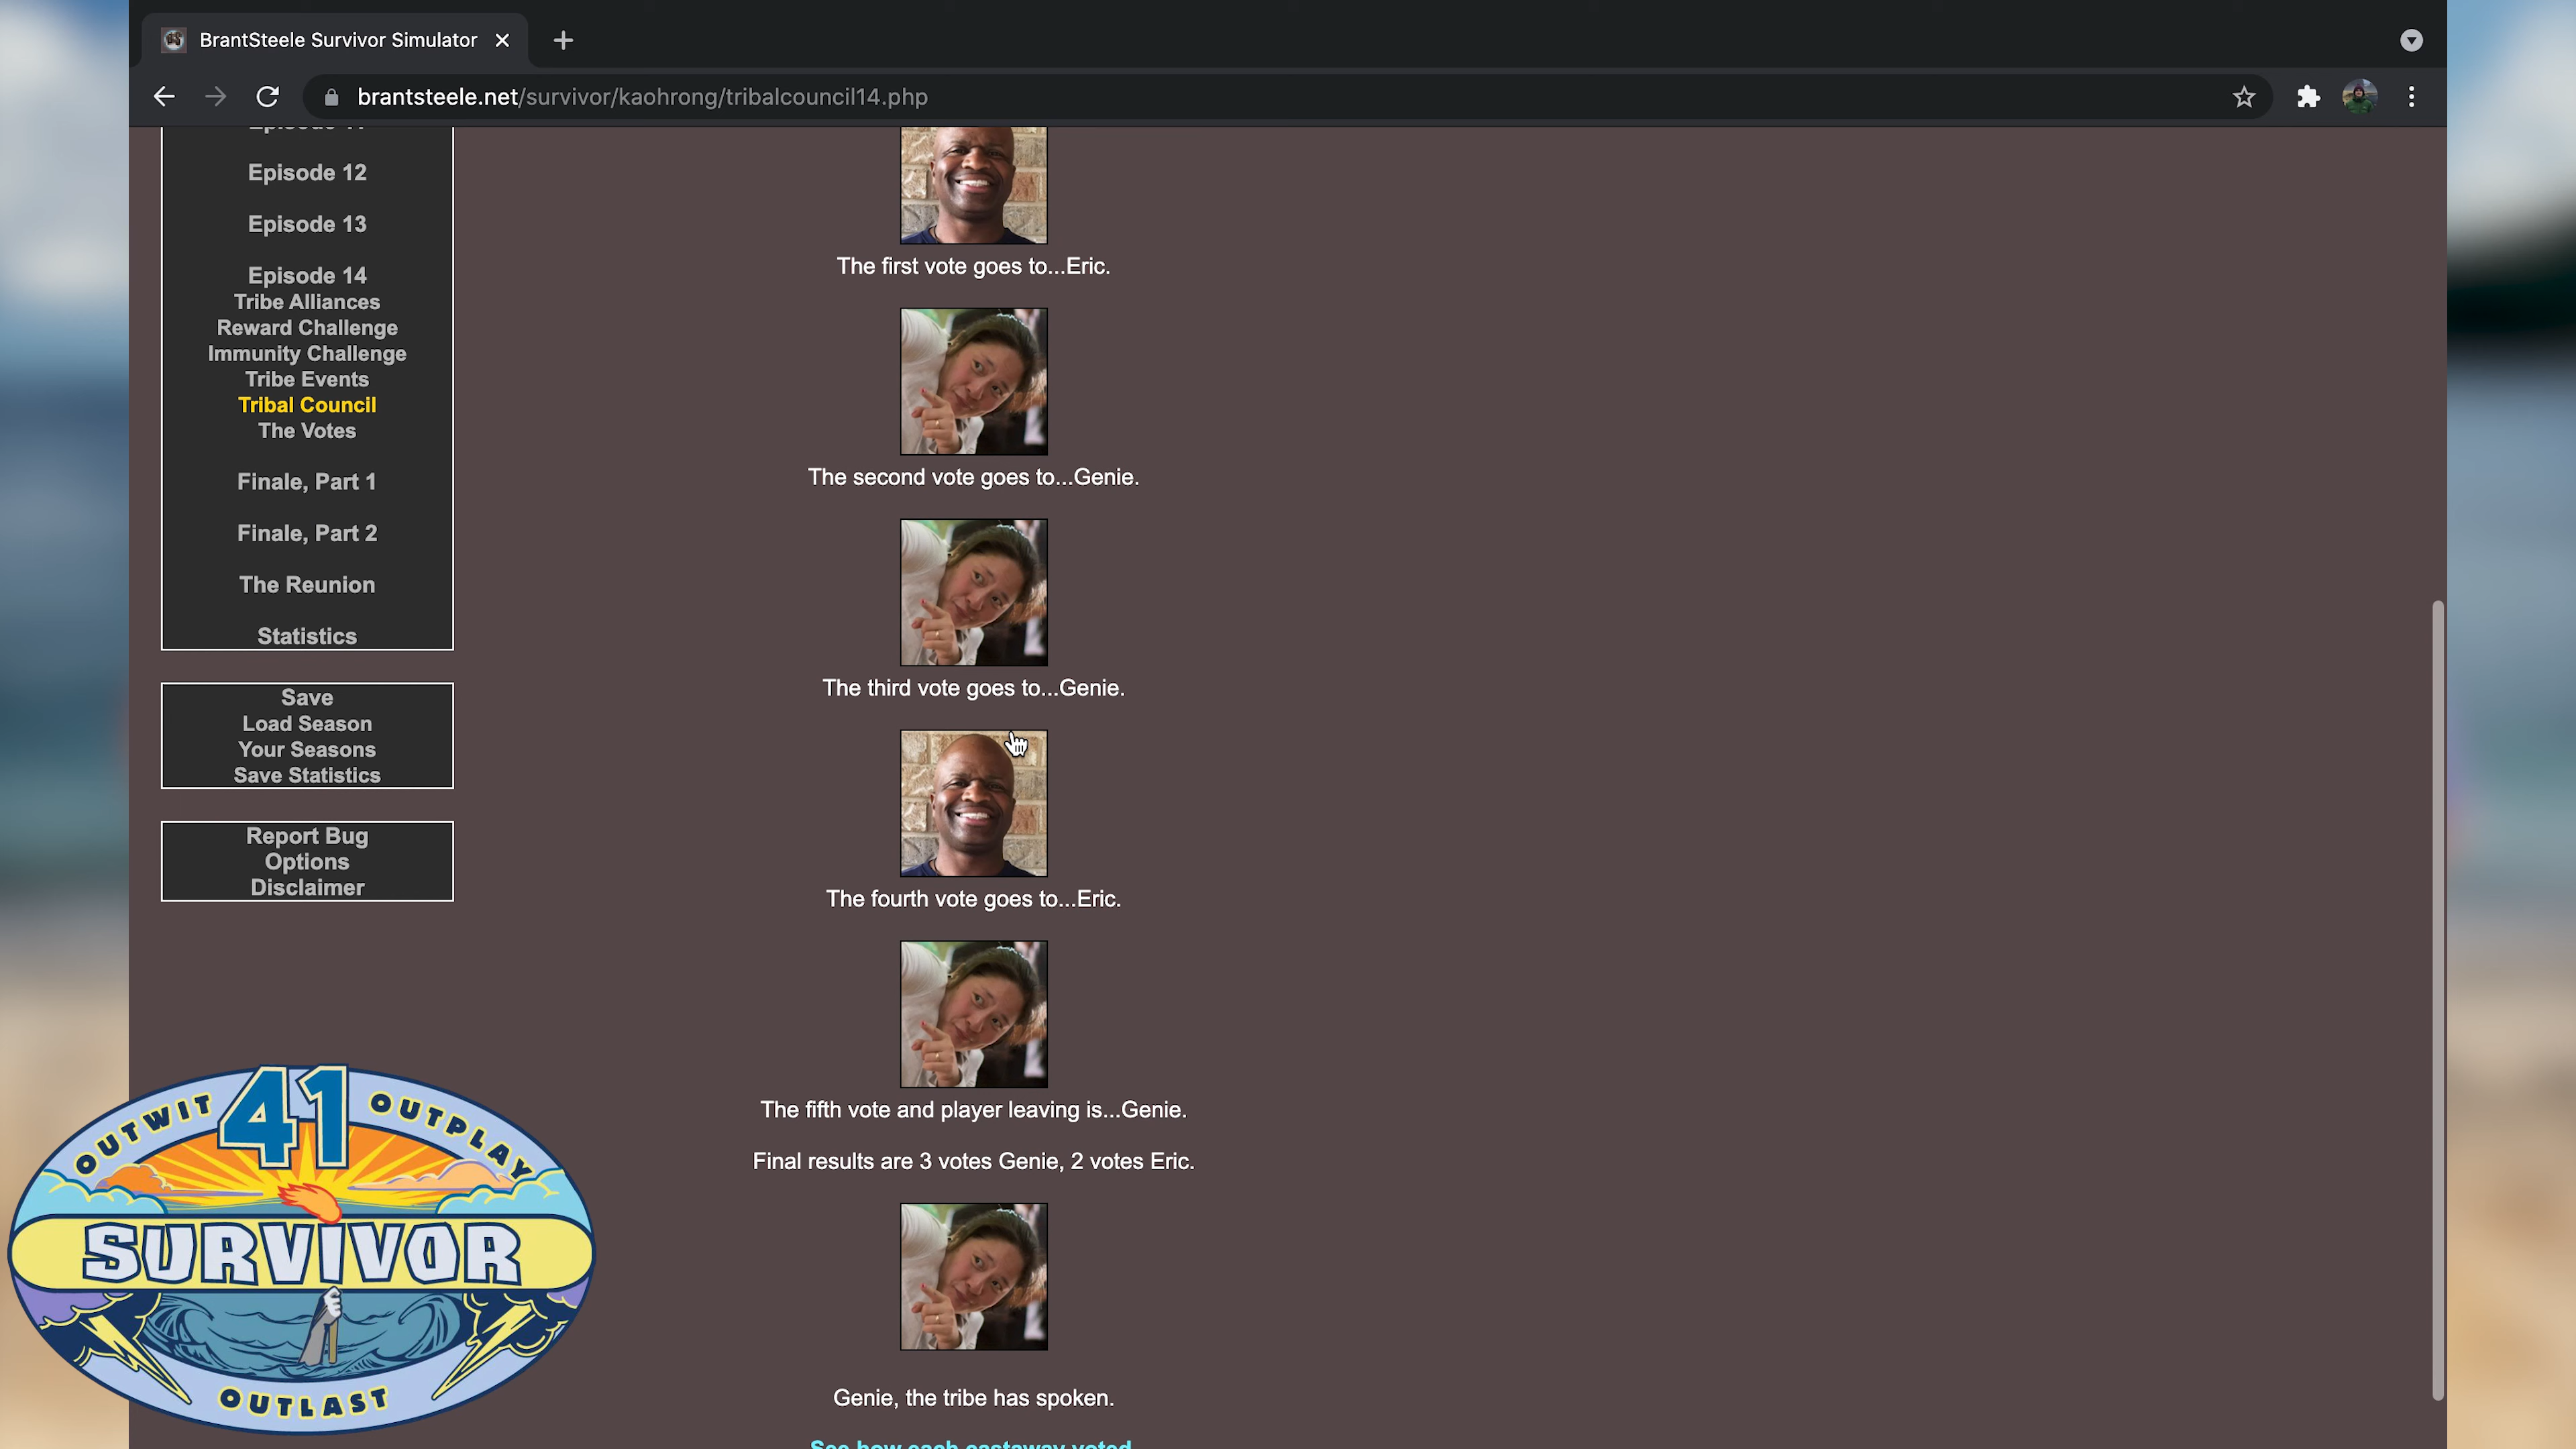 BrantSteele Survivor Simulator
brantsteele.net/survivor/kaohrong/tribalcouncil14.php
Episode 12
Episode 13
Episode 14
Tribe Alliances
Reward Challenge
Immunity Challenge
Tribe Events
Tribal Council
The Votes
Finale, Part 1
Finale, Part 2
The Reunion
Statistics
Save
Load Season
Your Seasons
Save Statistics
Report Bug
Options
Disclaimer
The first vote goes to...Eric.
The second vote goes to...Genie.
The third vote goes to...Genie.
The fourth vote goes to...Eric.
The fifth vote and player leaving is...Genie.
Final results are 3 votes Genie, 2 votes Eric.
Genie, the tribe has spoken.
See how each castaway voted.
41
OUTWIT OUTPLAY
SURVIVOR
OUTLAST